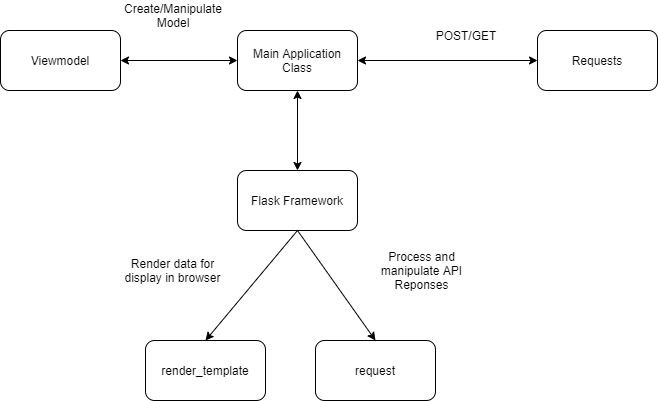 Create/Manipulate
Model
POST/GET
Viewmodel
Main Application
Class
Requests
Flask Framework
Render data for
display in browser
Process and
manipulate API
Reponses
render_template
request